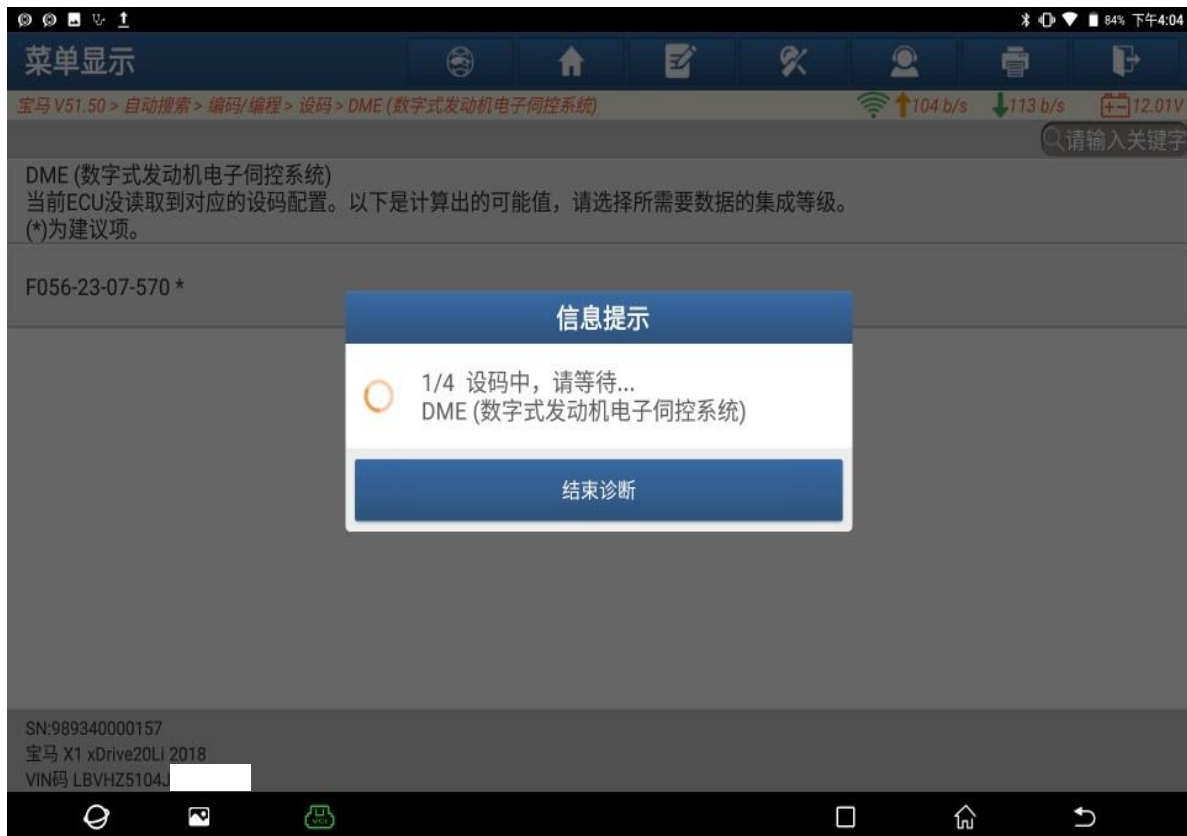 84% 下午4:04
菜单显示
宝马 V51.50 > 自动搜索 > 编码/编程 > 设码 > DME (数字式发动机电子伺控系统) 104 b/s 113 b/s 12.01V
请输入关键字
DME (数字式发动机电子伺控系统)
当前ECU没读取到对应的设码配置。以下是计算出的可能值，请选择所需要数据的集成等级。
(*)为建议项。
F056-23-07-570 *
信息提示
1/4 设码中，请等待...
DME (数字式发动机电子伺控系统)
结束诊断
SN:989340000157
宝马 X1 xDrive20Li 2018
VIN码 LBVHZ5104J
VCI